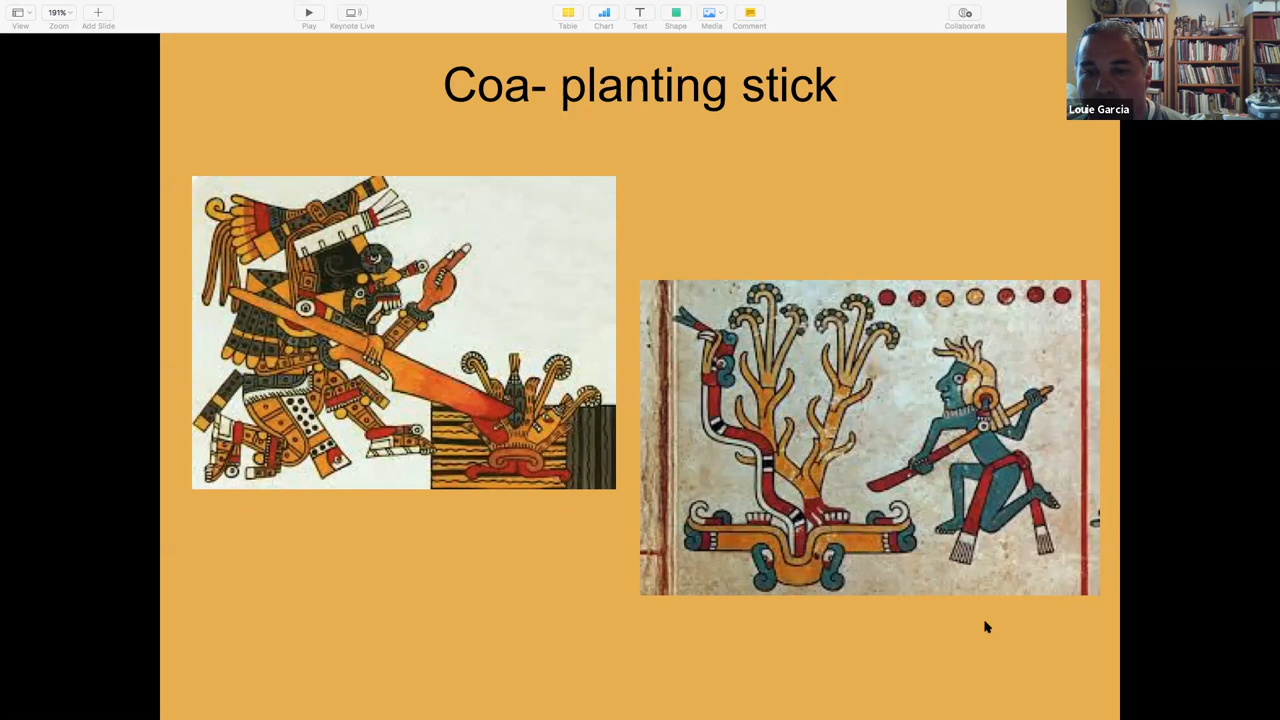 191%
View
Zoom
Add Slide
Play
Keynote Live
Table
Chart
Text
Shape
Media
Comment
Collaborate
Louie Garcia
Coa- planting stick